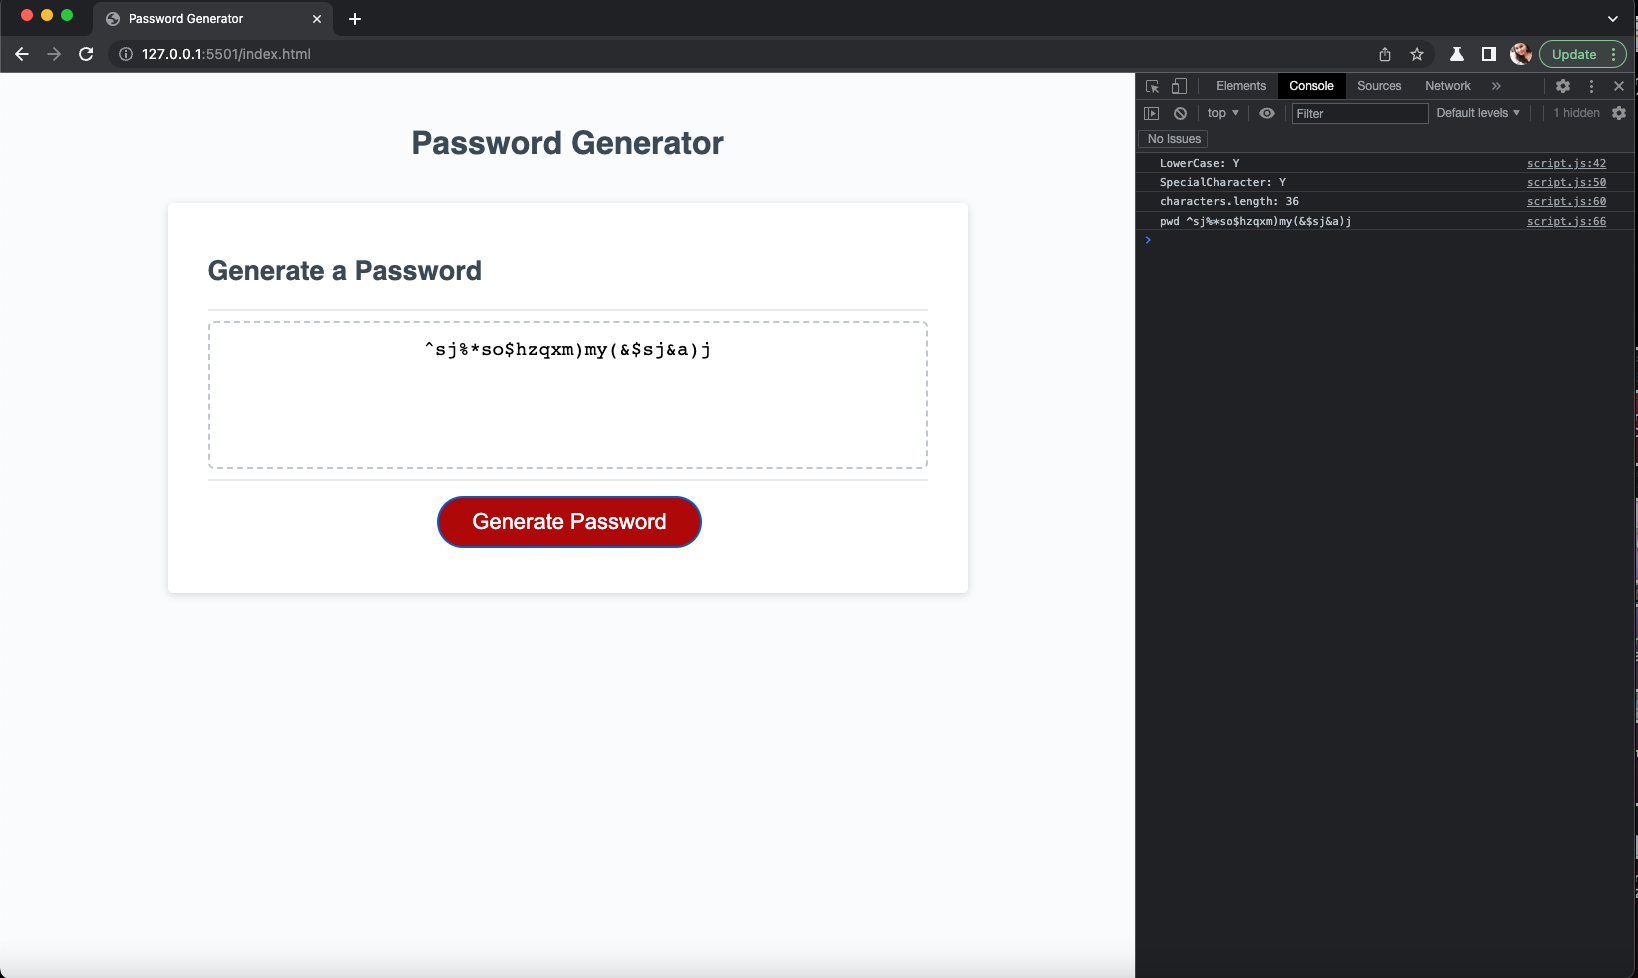 Password Generator
127.0.0.1:5501/index.html
Update
Elements
Console
Sources
Network
top
Filter
Default levels
1 hidden
No Issues
LowerCase: Y script.js:42
SpecialCharacter: Y script.js:50
characters.length: 36 script.js:60
pwd ^sj%*so$hzqxm)my(&$sj&a)j script.js:66
Password Generator
Generate a Password
^sj%*so$hzqxm)my(&$sj&a)j
Generate Password